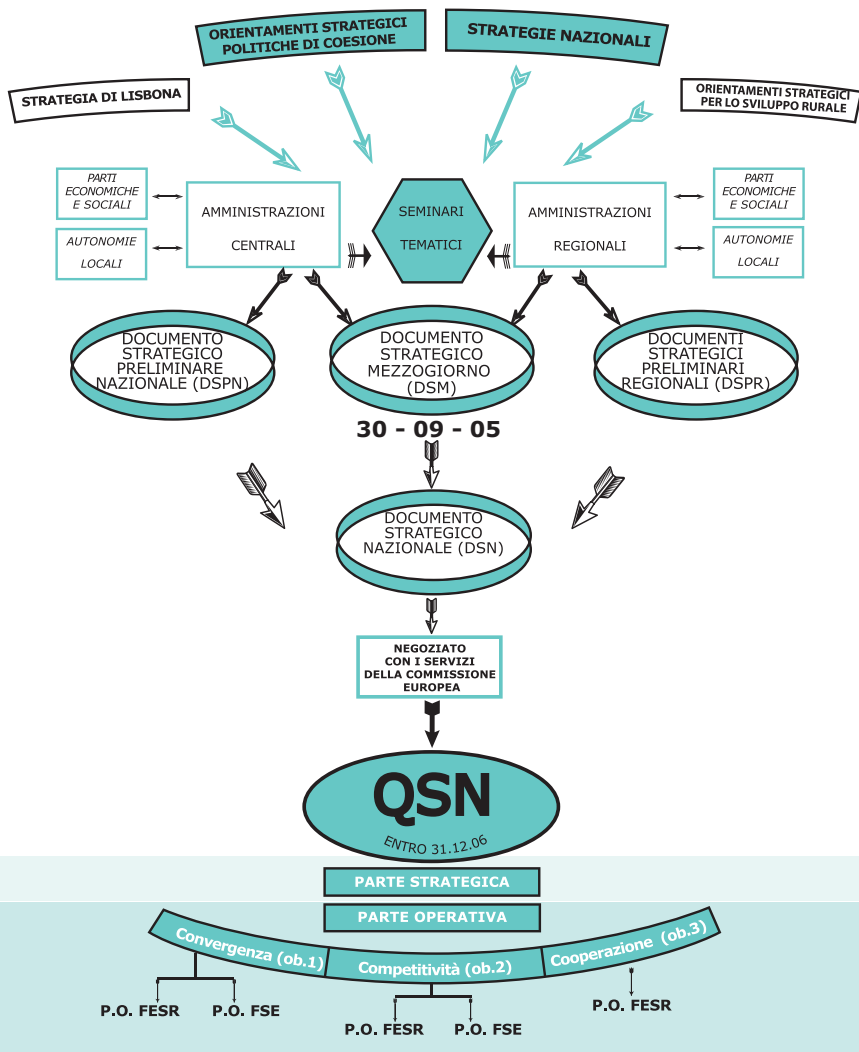 ORIENTAMENTI STRATEGICI
POLITICHE DI COESIONE
STRATEGIE NAZIONALI
STRATEGIA DI LISBONA
ORIENTAMENTI STRATEGICI
PER LO SVILUPPO RURALE
PARTI
ECONOMICHE
E SOCIALI
AUTONOMIE
LOCALI
AMMINISTRAZIONI
CENTRALI
SEMINARI
TEMATICI
AMMINISTRAZIONI
REGIONALI
PARTI
ECONOMICHE
E SOCIALI
AUTONOMIE
LOCALI
DOCUMENTO
STRATEGICO
PRELIMINARE
NAZIONALE (DSPN)
DOCUMENTO
STRATEGICO
MEZZOGIORNO
(DSM)
DOCUMENTI
STRATEGICI
PRELIMINARI
REGIONALI (DSPR)
30 - 09 - 05
DOCUMENTO
STRATEGICO
NAZIONALE (DSN)
NEGOZIATO
CON I SERVIZI
DELLA COMMISSIONE
EUROPEA
QSN
ENTRO 31.12.06
PARTE STRATEGICA
PARTE OPERATIVA
Convergenza (ob.1)
Competitività (ob.2)
Cooperazione (ob.3)
P.O. FESR
P.O. FSE
P.O. FESR
P.O. FSE
P.O. FESR